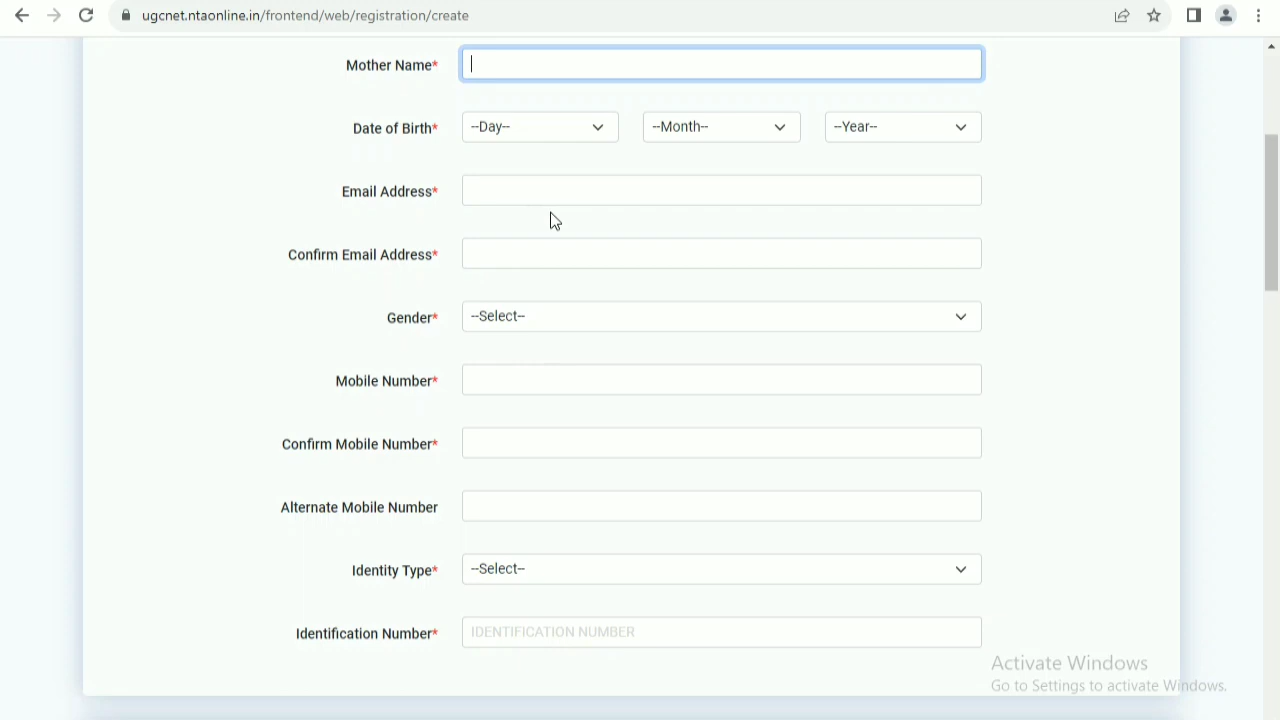 ugcnet.ntaonline.in/frontend/web/registration/create
Mother Name*
Date of Birth* --Day-- --Month-- --Year--
Email Address*
Confirm Email Address*
Gender* --Select--
Mobile Number*
Confirm Mobile Number*
Alternate Mobile Number
Identity Type* --Select--
Identification Number* IDENTIFICATION NUMBER
Activate Windows
Go to Settings to activate Windows.